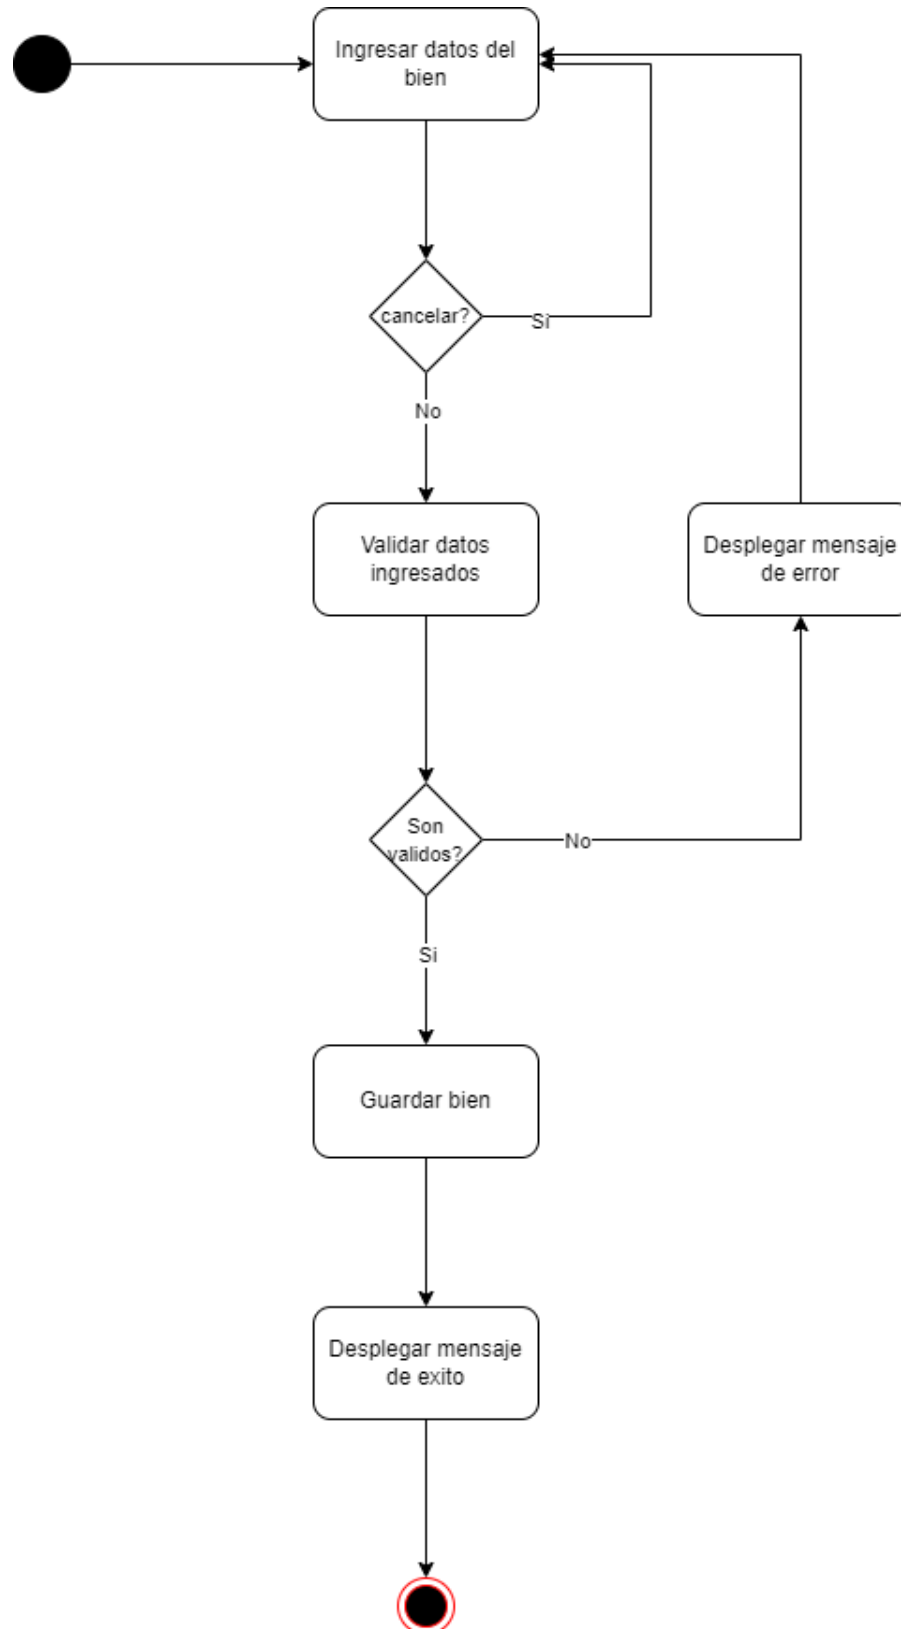 Ingresar datos del
bien
cancelar?
Si
No
Validar datos
ingresados
Desplegar mensaje
de error
Son
validos?
No
Si
Guardar bien
Desplegar mensaje
de exito